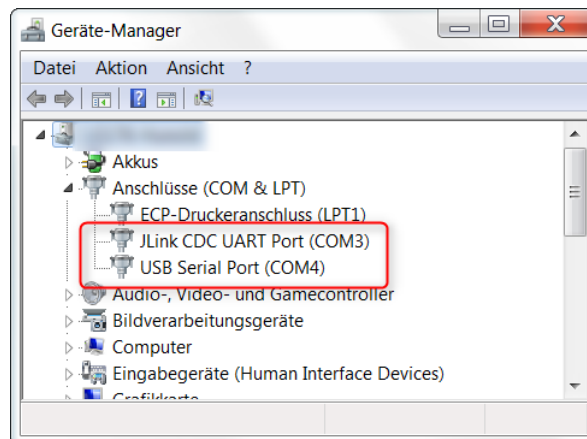 Geräte-Manager
Datei Aktion Ansicht ?
Akkus
Anschlüsse (COM & LPT)
ECP-Druckeranschluss (LPT1)
JLink CDC UART Port (COM3)
USB Serial Port (COM4)
Audio-, Video- und Gamecontroller
Bildverarbeitungsgeräte
Computer
Eingabegeräte (Human Interface Devices)
Grafikkarte